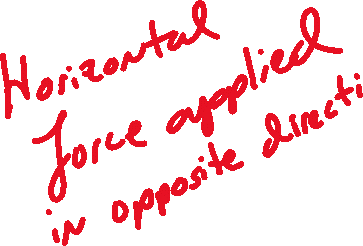 Horizontal
force applied
in opposite directi